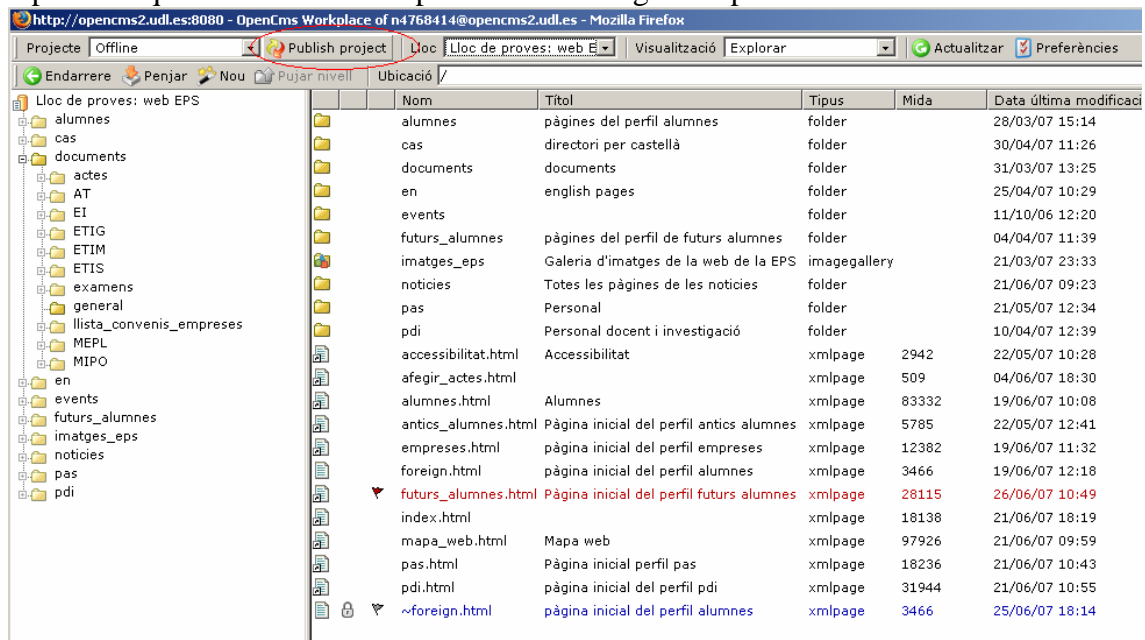 http://opencms2.udl.es:8080 - OpenCms Workplace of n4768414@opencms2.udl.es - Mozilla Firefox
Projecte Offline Publish project Lloc Lloc de proves: web E Visualització Explorar Actualitzar Preferències
Endarrere Penjar Nou Pujar nivell Ubicació /
Lloc de proves: web EPS
alumnes
cas
documents
actes
AT
EI
ETIG
ETIM
ETIS
examens
general
llista_convenis_empreses
MEPL
MIPO
en
events
futurs_alumnes
imatges_eps
noticies
pas
pdi
Nom Títol Tipus Mida Data última modificaci
alumnes pàgines del perfil alumnes folder 28/03/07 15:14
cas directori per castellà folder 30/04/07 11:26
documents documents folder 31/03/07 13:25
en english pages folder 25/04/07 10:29
events folder 11/10/06 12:20
futurs_alumnes pàgines del perfil de futurs alumnes folder 04/04/07 11:39
imatges_eps Galeria d'imatges de la web de la EPS imagegallery 21/03/07 23:33
noticies Totes les pàgines de les noticies folder 21/06/07 09:23
pas Personal folder 21/05/07 12:34
pdi Personal docent i investigació folder 10/04/07 12:39
accessibilitat.html Accessibilitat xmlpage 2942 22/05/07 10:28
afegir_actes.html xmlpage 509 04/06/07 18:30
alumnes.html Alumnes xmlpage 83332 19/06/07 10:08
antics_alumnes.html Pàgina inicial del perfil antics alumnes xmlpage 5785 22/05/07 12:41
empreses.html pàgina inicial del perfil empreses xmlpage 12382 19/06/07 11:32
foreign.html pàgina inicial del perfil alumnes xmlpage 3466 19/06/07 12:18
futurs_alumnes.html Pàgina inicial del perfil futurs alumnes xmlpage 28115 26/06/07 10:49
index.html xmlpage 18138 21/06/07 18:19
mapa_web.html Mapa web xmlpage 97926 21/06/07 09:59
pas.html Pàgina inicial perfil pas xmlpage 18236 21/06/07 10:43
pdi.html Pàgina inicial del perfil pdi xmlpage 31944 21/06/07 10:55
~foreign.html pàgina inicial del perfil alumnes xmlpage 3466 25/06/07 18:14